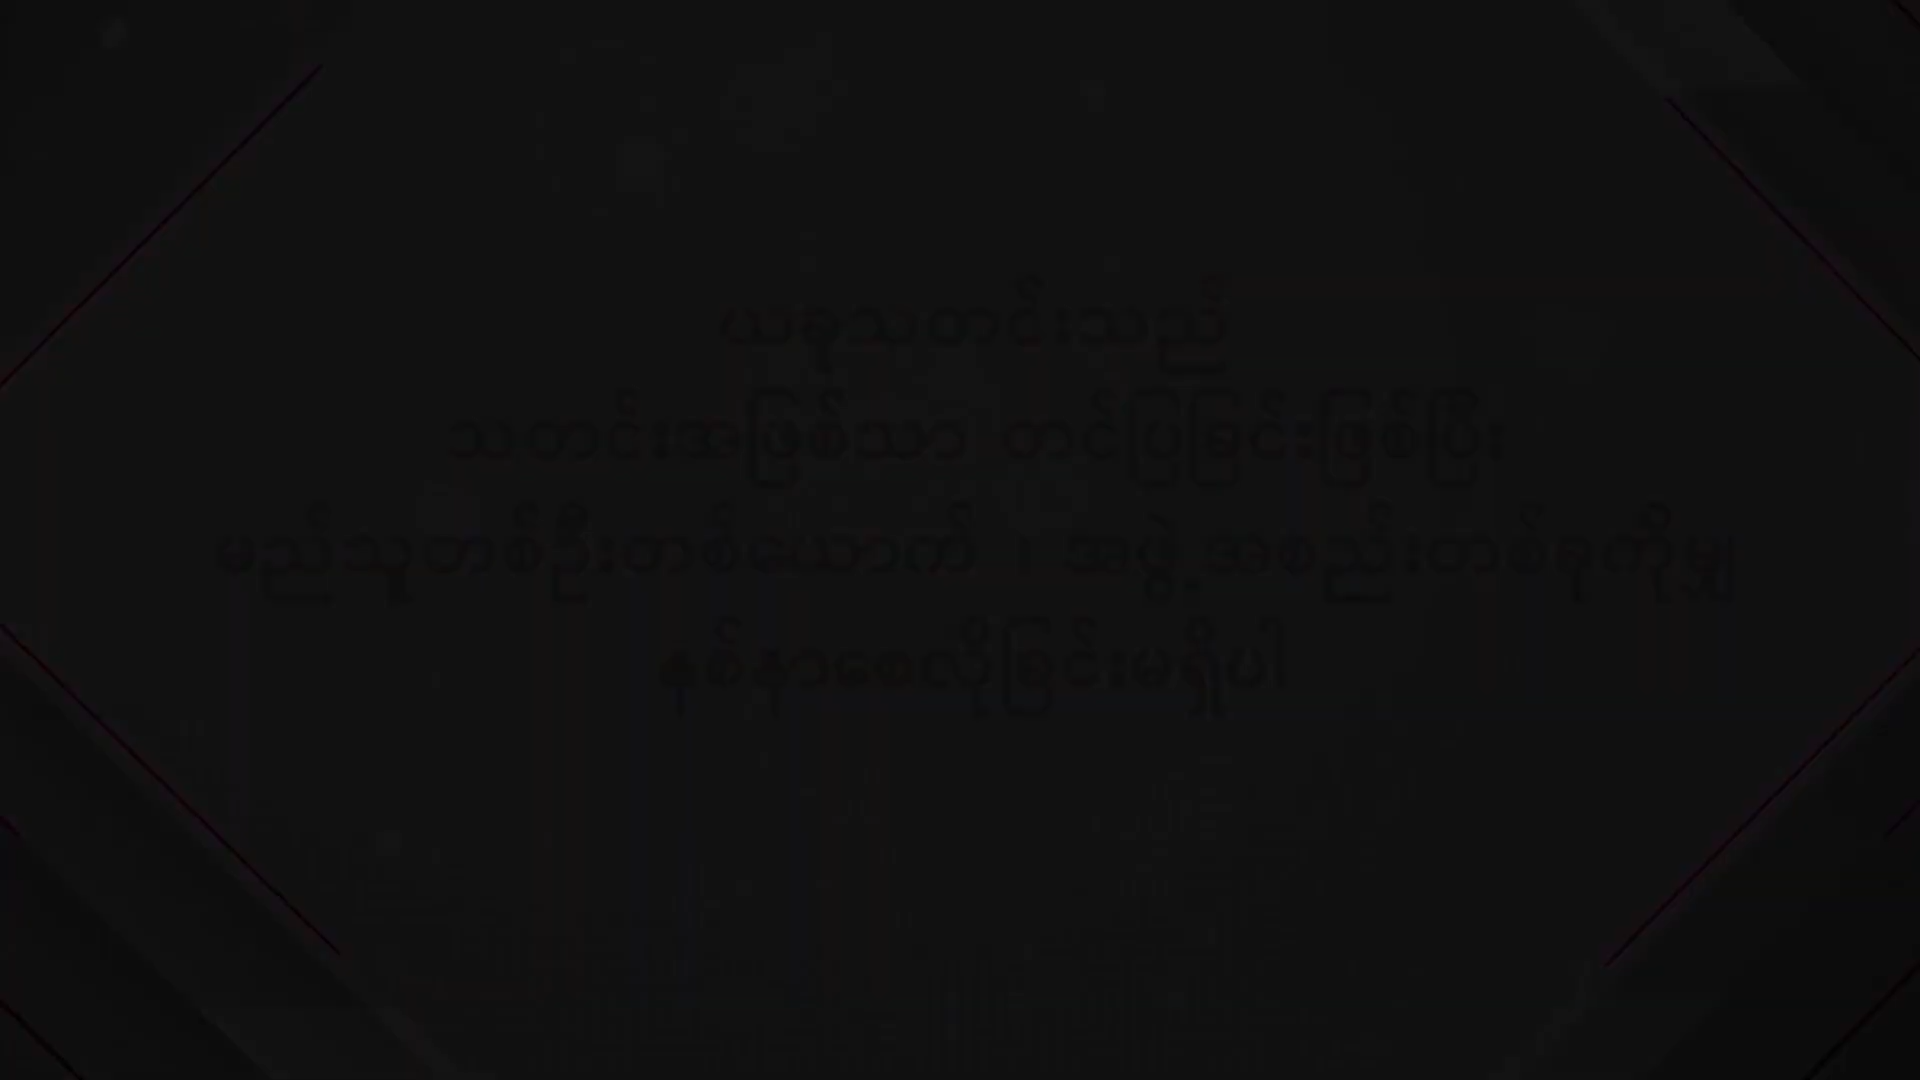 ယခုသတင်းသည်
သတင်းအဖြစ်သာ တင်ပြခြင်းဖြစ်ပြီး
မည်သူတစ်ဦးတစ်ယောက် ၊ အဖွဲ့အစည်းတစ်ခုကိုမျှ
နစ်နာစေလိုခြင်းမရှိပါ